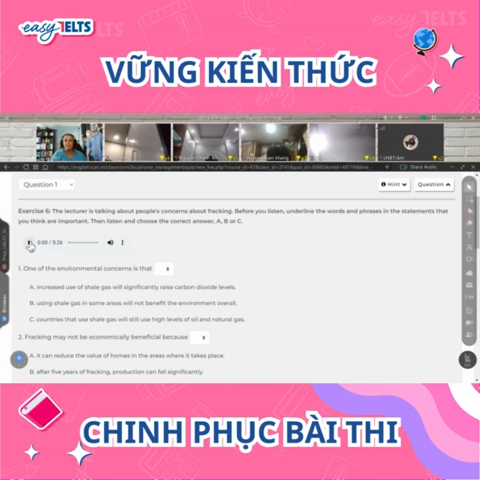 easy IELTS
IELTS
VỮNG KIẾN THỨC
Question 1
Hint
Question
Exercise 6: The lecturer is talking about people's concerns about fracking. Before you listen, underline the words and phrases in the statements that
you think are important. Then listen and choose the correct answer, A, B or C.
0:00 / 5:26
1. One of the environmental concerns is that
A. increased use of shale gas will significantly raise carbon dioxide levels.
B. using shale gas in some areas will not benefit the environment overall.
C. countries that use shale gas will still use high levels of oil and natural gas.
2. Fracking may not be economically beneficial because
A. it can reduce the value of homes in the areas where it takes place.
B. after five years of fracking, production can fall significantly.
CHINH PHỤC BÀI THI